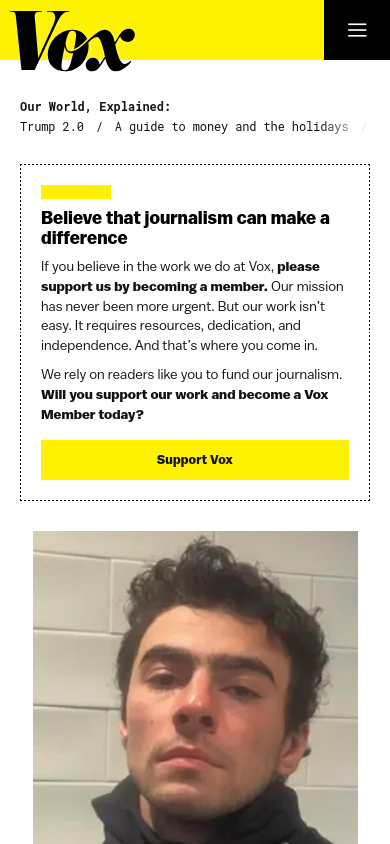 Vox
Our World, Explained:
Trump 2.0 / A guide to money and the holidays /
Believe that journalism can make a
difference
If you believe in the work we do at Vox, please
support us by becoming a member. Our mission
has never been more urgent. But our work isn’t
easy. It requires resources, dedication, and
independence. And that’s where you come in.
We rely on readers like you to fund our journalism.
Will you support our work and become a Vox
Member today?
Support Vox